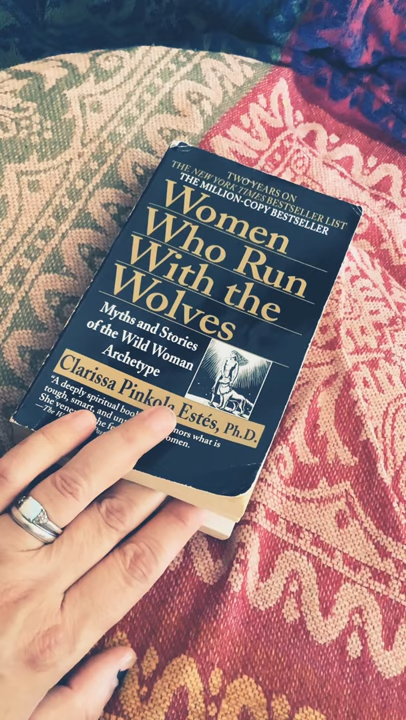 TWO YEARS ON
THE NEW YORK TIMES BESTSELLER LIST
THE MILLION-COPY BESTSELLER
Women
Who Run
With the
Wolves
Myths and Stories
of the Wild Woman
Archetype
Clarissa Pinkola Estés, Ph.D.
"A deeply spiritual book
tough, smart, and what is
She
—The